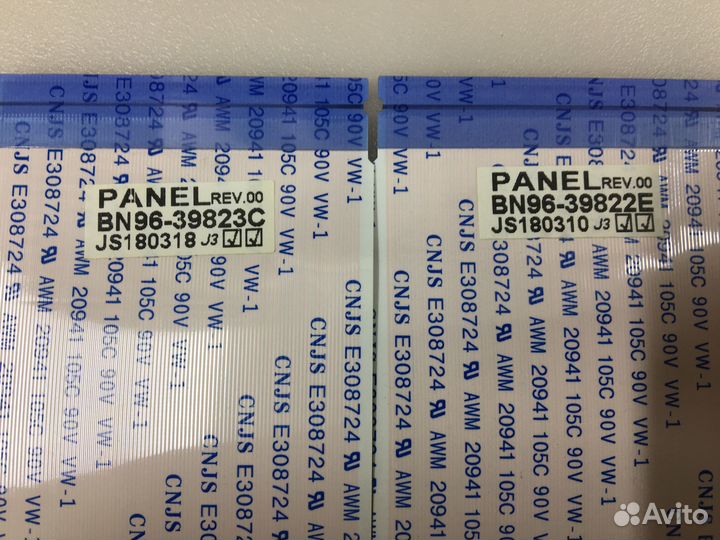 PANEL REV.00
BN96-39823C
JS180318 J3
PANEL REV.00
BN96-39822E
JS180310 J3
CNJS E308724 AWM 20941 105C 90V VW-1
CNJS E308724 AWM 20941 105C 90V VW-1
CNJS E308724 AWM 20941 105C 90V VW-1
CNJS E308724 AWM 20941 105C 90V VW-1
Avito